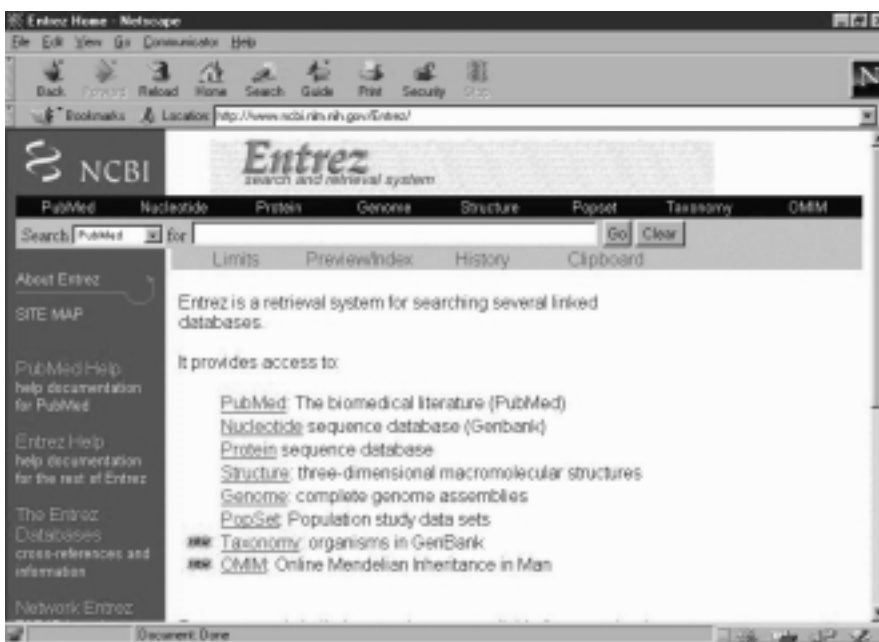 Entrez Home - Netscape
File Edit View Go Communicator Help
Back Forward Reload Home Search Guide Print Security Stop
Bookmarks Location: http://www.ncbi.nlm.nih.gov/Entrez/
N
NCBI
Entrez
search and retrieval system
PubMed Nucleotide Protein Genome Structure Popset Taxonomy OMIM
Search PubMed for Go Clear
Limits Preview/Index History Clipboard
About Entrez
SITE MAP
PubMed Help
help documentation
for PubMed
Entrez Help
help documentation
for the rest of Entrez
The Entrez
Databases
cross-references and
information
Network Entrez
Entrez is a retrieval system for searching several linked
databases.
It provides access to:
PubMed: The biomedical literature (PubMed)
Nucleotide sequence database (Genbank)
Protein sequence database
Structure: three-dimensional macromolecular structures
Genome: complete genome assemblies
PopSet: Population study data sets
Taxonomy: organisms in GenBank
OMIM: Online Mendelian Inheritance in Man
Document: Done